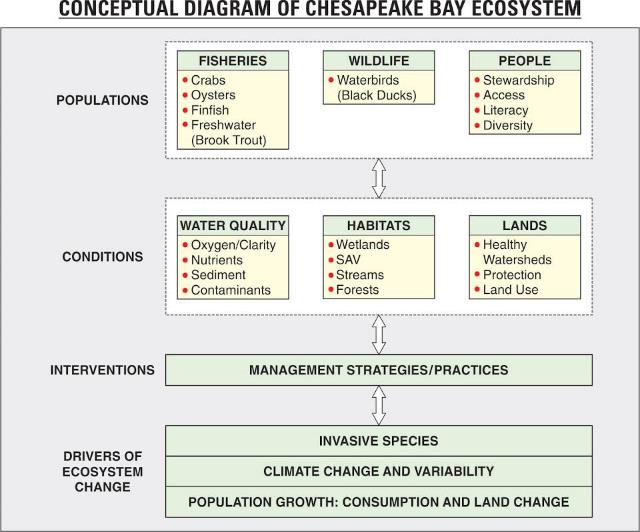 CONCEPTUAL DIAGRAM OF CHESAPEAKE BAY ECOSYSTEM
POPULATIONS
FISHERIES
Crabs
Oysters
Finfish
Freshwater
(Brook Trout)
WILDLIFE
Waterbirds
(Black Ducks)
PEOPLE
Stewardship
Access
Literacy
Diversity
CONDITIONS
WATER QUALITY
Oxygen/Clarity
Nutrients
Sediment
Contaminants
HABITATS
Wetlands
SAV
Streams
Forests
LANDS
Healthy
Watersheds
Protection
Land Use
INTERVENTIONS
MANAGEMENT STRATEGIES/PRACTICES
DRIVERS OF
ECOSYSTEM
CHANGE
INVASIVE SPECIES
CLIMATE CHANGE AND VARIABILITY
POPULATION GROWTH: CONSUMPTION AND LAND CHANGE